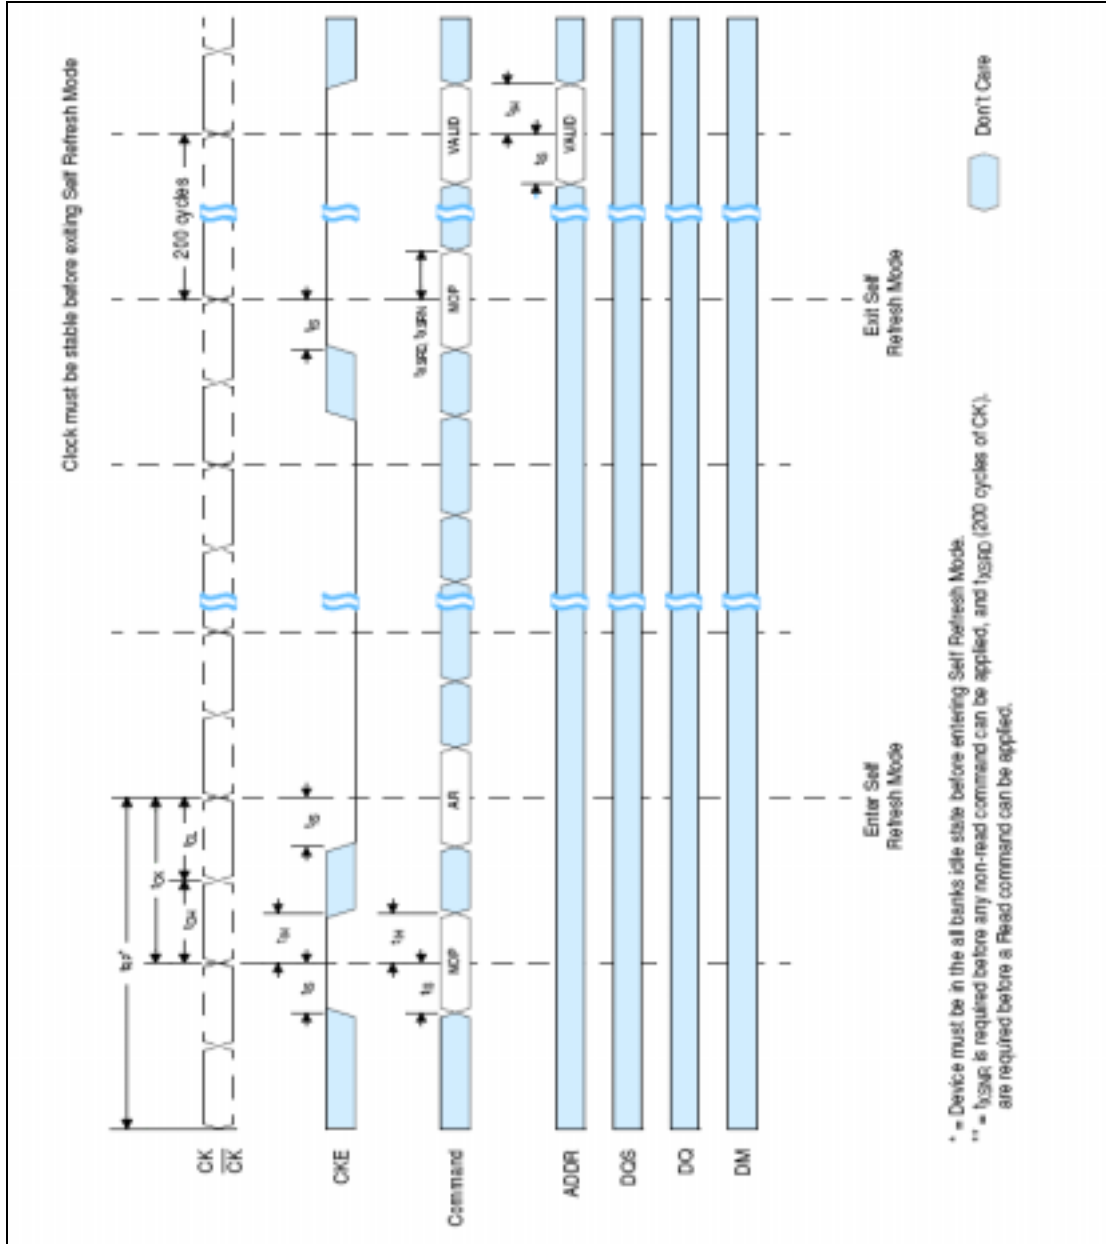 Clock must be stable before exiting Self Refresh Mode
tRP*
tCK
tCH
tCL
200 cycles
CK
CK
tIS
tIH
tIS
tIS
CKE
tIS
tIH
tXSRD, tXSRN
Command
NOP
AR
NOP
VALID
tIS
tIH
ADDR
VALID
DQS
DQ
DM
Enter Self
Refresh Mode
Exit Self
Refresh Mode
Don't Care
* = Device must be in the all banks idle state before entering Self Refresh Mode.
** = tXSNR is required before any non-read command can be applied, and tXSRD (200 cycles of CK).
are required before a Read command can be applied.